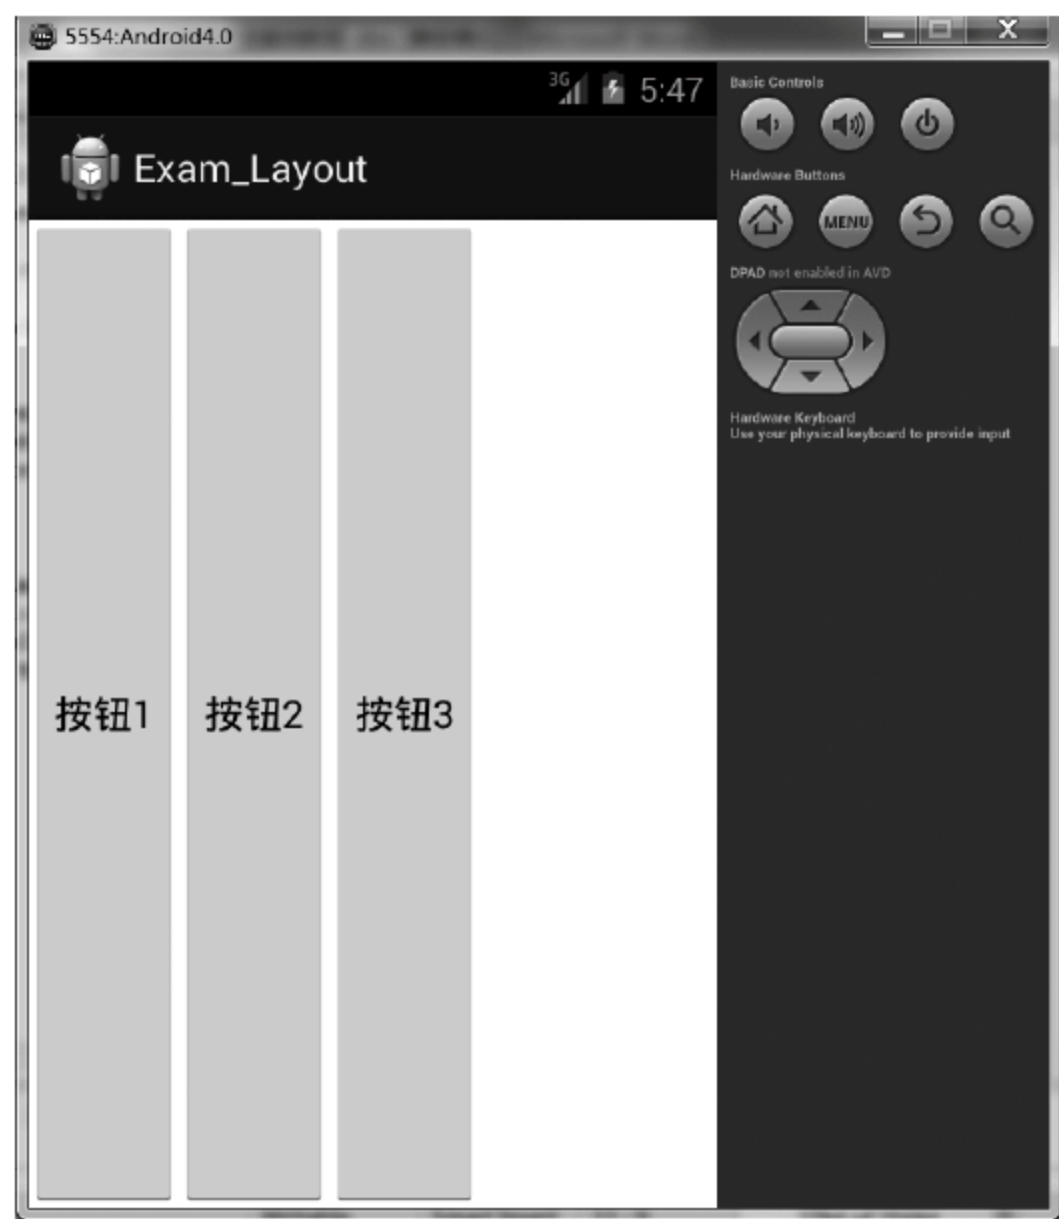 5554:Android4.0
3G 5:47
Exam_Layout
按钮1 按钮2 按钮3
Basic Controls
Hardware Buttons
MENU
DPAD not enabled in AVD
Hardware Keyboard
Use your physical keyboard to provide input